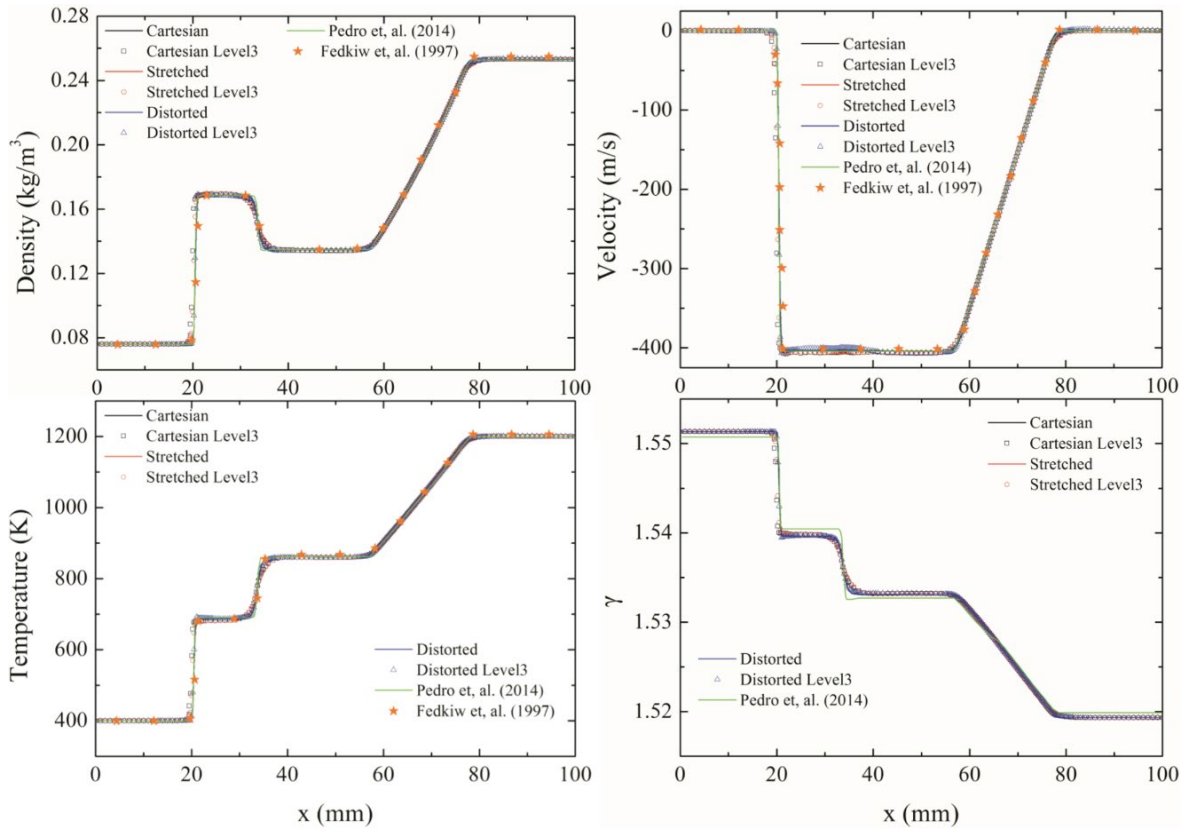 Cartesian
Cartesian Level3
Stretched
Stretched Level3
Distorted
Distorted Level3
Pedro et, al. (2014)
Fedkiw et, al. (1997)
0.28
0.24
0.20
0.16
0.12
0.08
Density (kg/m³)
0 20 40 60 80 100
Cartesian
Cartesian Level3
Stretched
Stretched Level3
Distorted
Distorted Level3
Pedro et, al. (2014)
Fedkiw et, al. (1997)
0
-100
-200
-300
-400
Velocity (m/s)
0 20 40 60 80 100
Cartesian
Cartesian Level3
Stretched
Stretched Level3
Distorted
Distorted Level3
Pedro et, al. (2014)
Fedkiw et, al. (1997)
1200
1000
800
600
400
Temperature (K)
0 20 40 60 80 100
x (mm)
Cartesian
Cartesian Level3
Stretched
Stretched Level3
Distorted
Distorted Level3
Pedro et, al. (2014)
1.55
1.54
1.53
1.52
γ
0 20 40 60 80 100
x (mm)